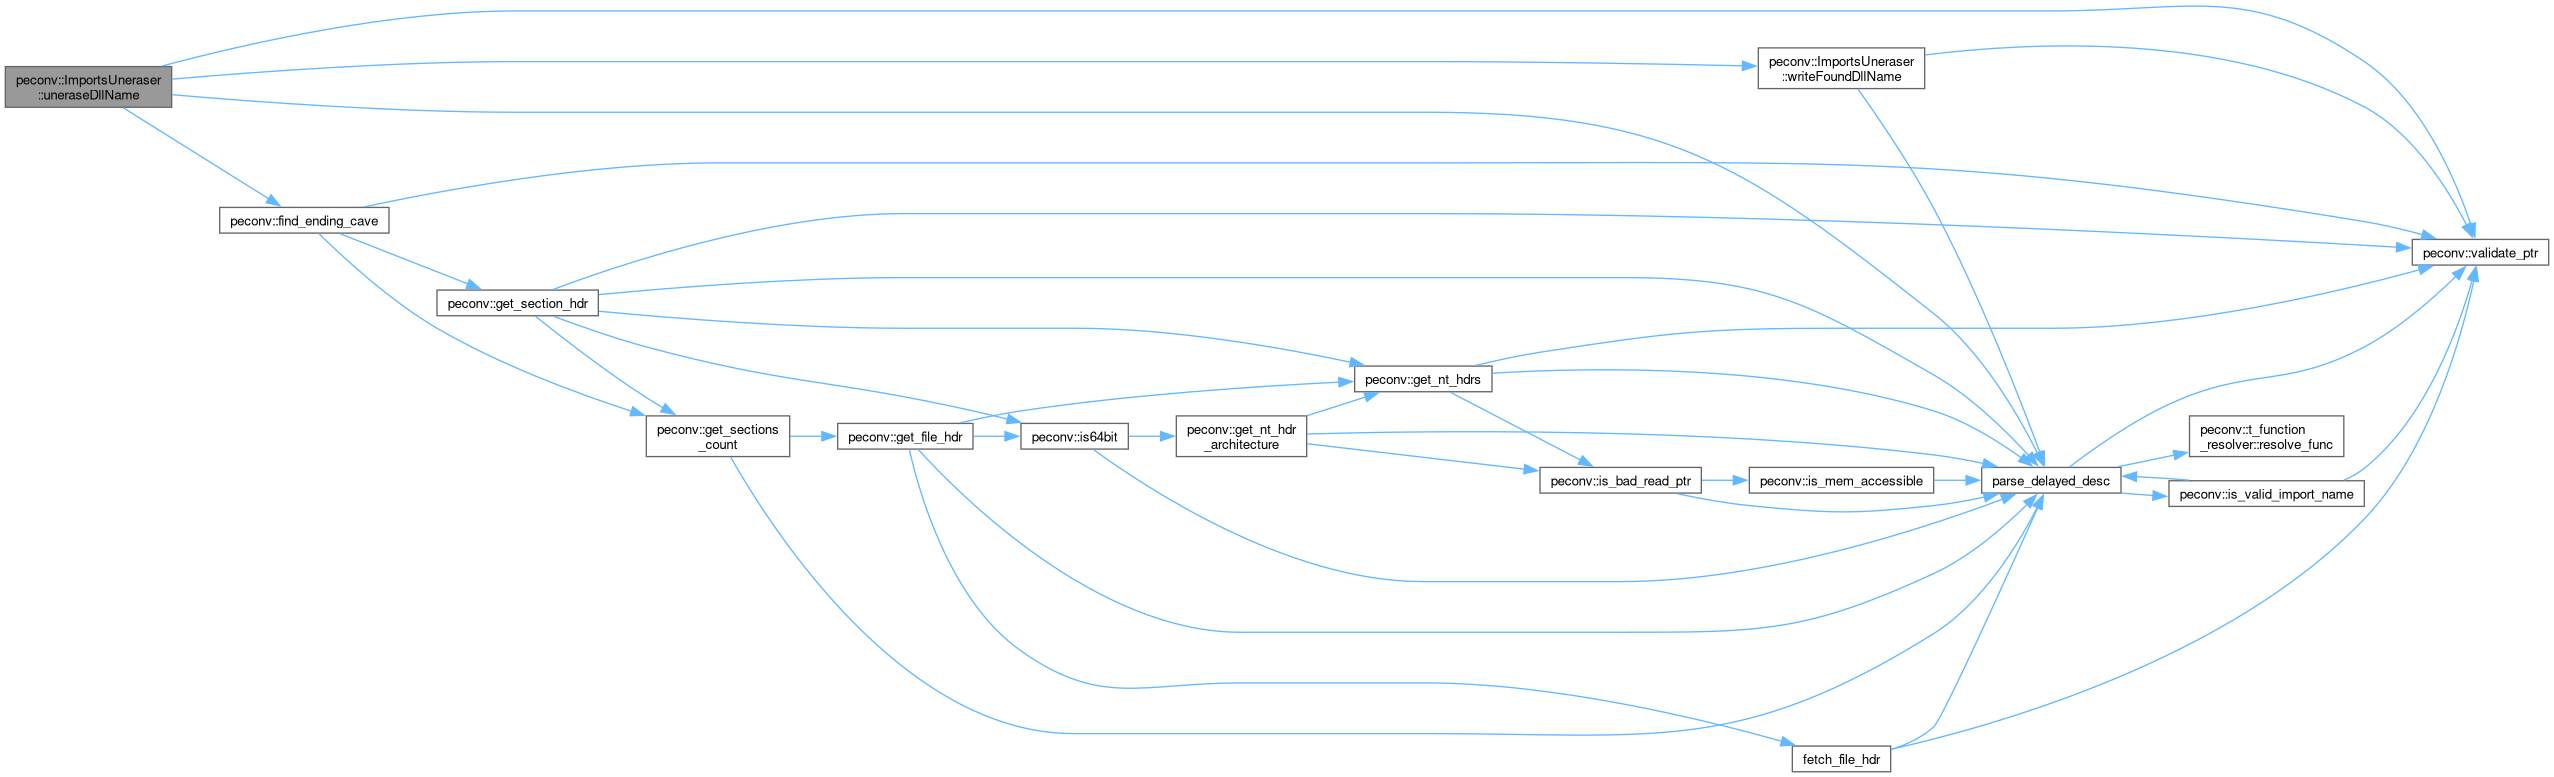 peconv::ImportsUneraser
::uneraseDllName
peconv::find_ending_cave
peconv::get_section_hdr
peconv::get_sections
_count
peconv::get_file_hdr
peconv::is64bit
peconv::get_nt_hdr
_architecture
peconv::get_nt_hdrs
peconv::is_bad_read_ptr
peconv::ImportsUneraser
::writeFoundDllName
peconv::is_mem_accessible
fetch_file_hdr
parse_delayed_desc
peconv::t_function
_resolver::resolve_func
peconv::is_valid_import_name
peconv::validate_ptr